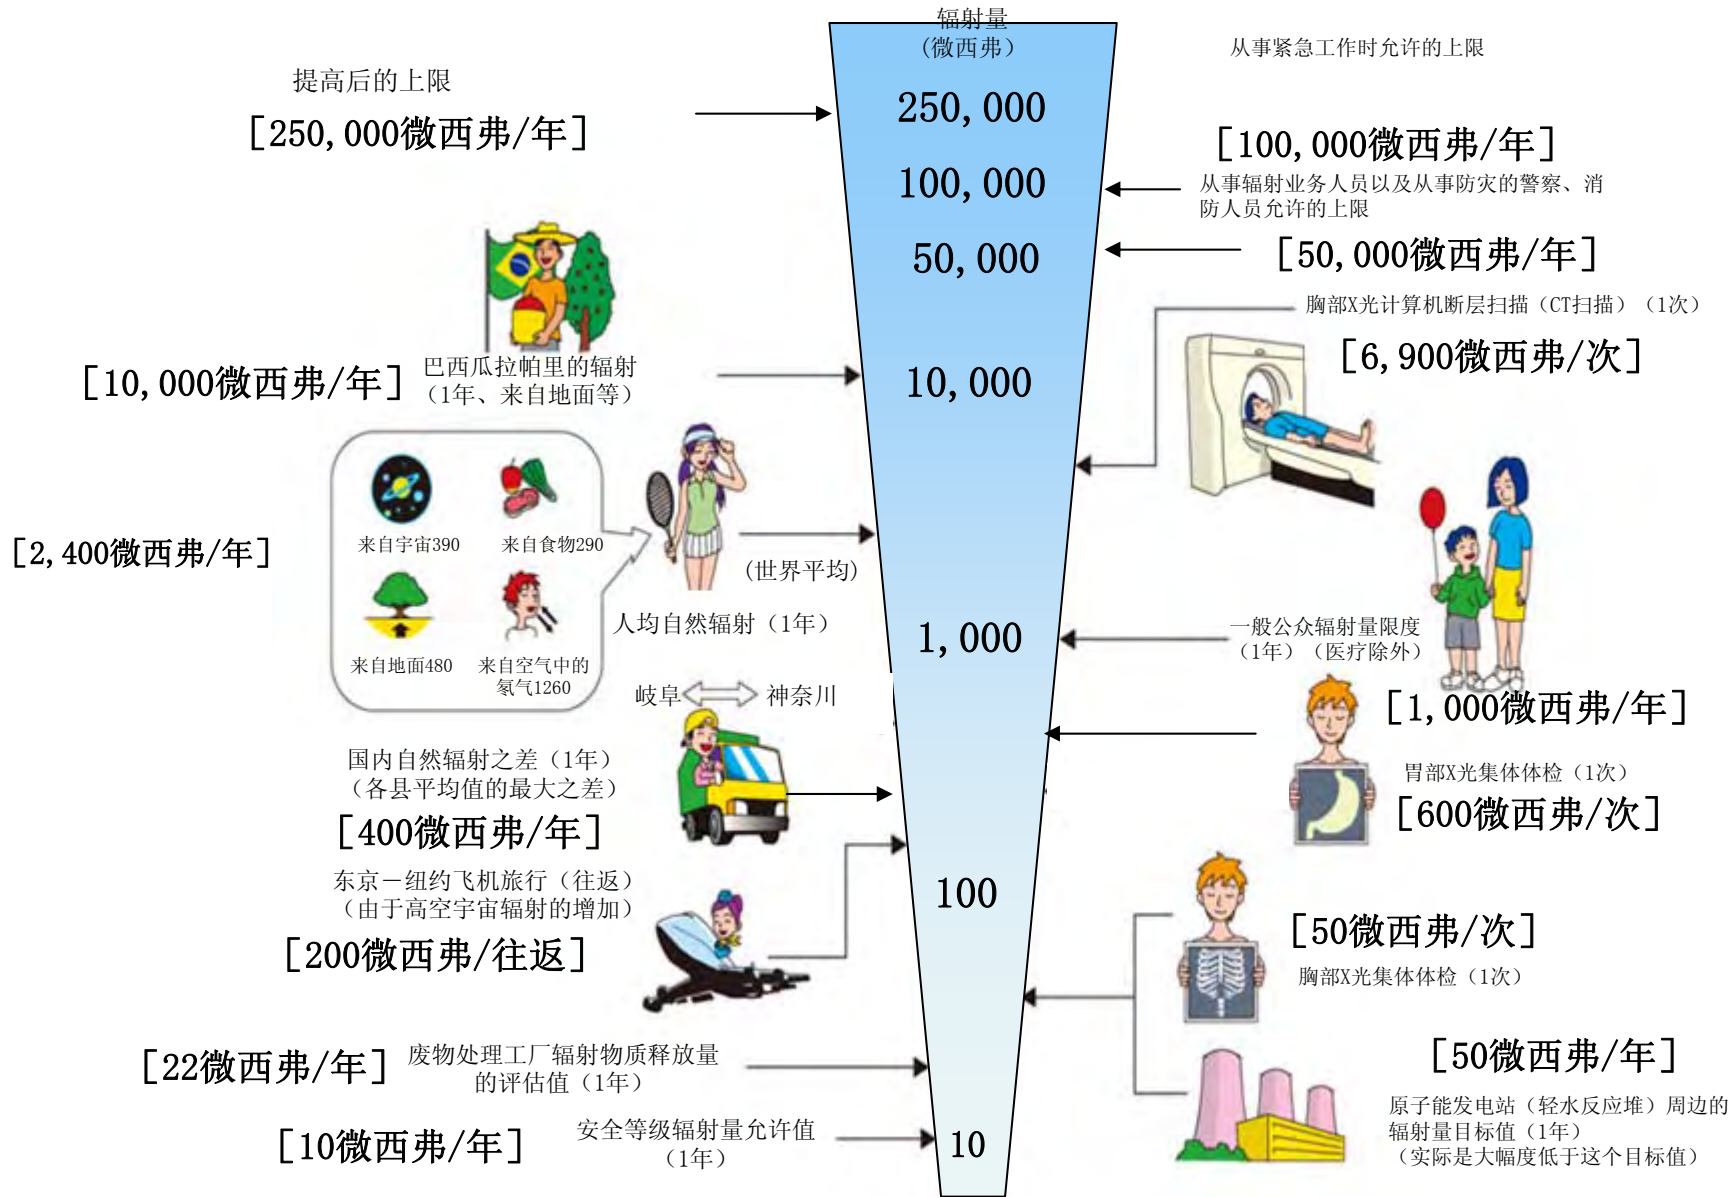 辐射量
(微西弗）
从事紧急工作时允许的上限
提高后的上限
[250,000微西弗/年]
250,000
[100,000微西弗/年]
100,000
从事辐射业务人员以及从事防灾的警察、消
防人员允许的上限
50,000
[50,000微西弗/年]
胸部X光计算机断层扫描（CT扫描）（1次）
[6,900微西弗/次]
[10,000微西弗/年]
巴西瓜拉帕里的辐射
（1年、来自地面等）
10,000
来自宇宙390
来自食物290
[2,400微西弗/年]
(世界平均)
人均自然辐射（1年）
来自地面480
来自空气中的
氡气1260
1,000
一般公众辐射量限度
（1年）（医疗除外）
[1,000微西弗/年]
岐阜
神奈川
国内自然辐射之差（1年）
（各县平均值的最大之差）
[400微西弗/年]
胃部X光集体体检（1次）
[600微西弗/次]
东京－纽约飞机旅行（往返）
（由于高空宇宙辐射的增加）
[200微西弗/往返]
100
[50微西弗/次]
胸部X光集体体检（1次）
[22微西弗/年]
废物处理工厂辐射物质释放量
的评估值（1年）
[50微西弗/年]
原子能发电站（轻水反应堆）周边的
辐射量目标值（1年）
（实际是大幅度低于这个目标值）
[10微西弗/年]
安全等级辐射量允许值
（1年）
10